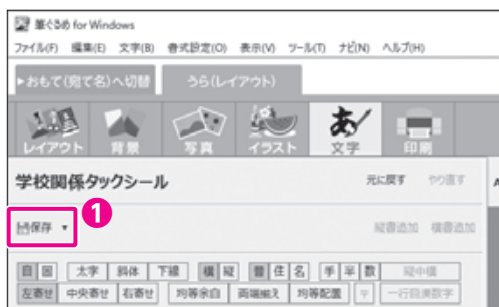 筆ぐるめ for Windows
ファイル(F) 編集(E) 文字(B) 書式設定(O) 表示(V) ツール(T) ナビ(N) ヘルプ(H)
▸おもて(宛て名)へ切替 うら(レイアウト)
あ
レイアウト 背景 写真 イラスト 文字 印刷
学校関係タックシール 元に戻す やり直す
1
保存 ▾ 縦書追加 横書追加
自 固 太字 斜体 下線 横 縦 住 名 手 半 数 縦中横
左寄せ 中央寄せ 右寄せ 均等余白 両端揃え 均等配置 〒 一行目漢数字